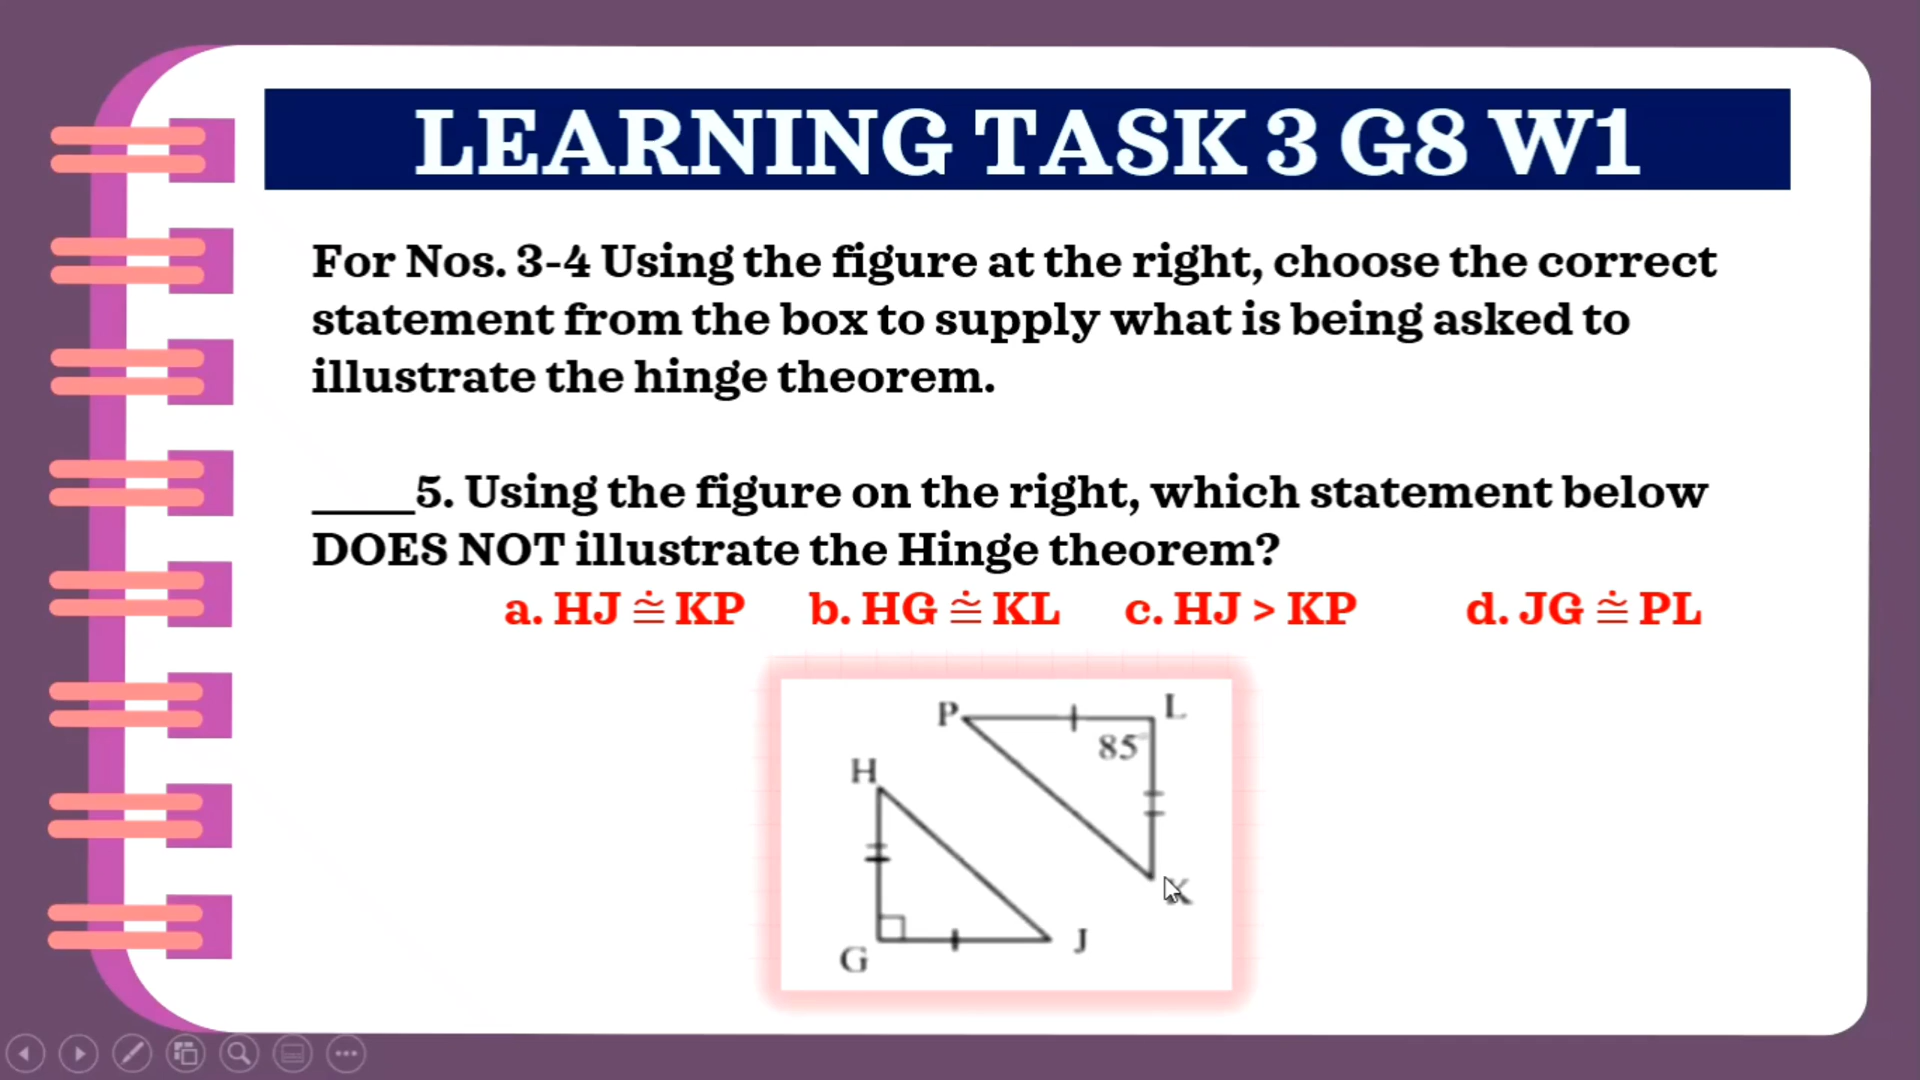 LEARNING TASK 3 G8 W1
For Nos. 3-4 Using the figure at the right, choose the correct
statement from the box to supply what is being asked to
illustrate the hinge theorem.
____5. Using the figure on the right, which statement below
DOES NOT illustrate the Hinge theorem?
a. HJ ≅ KP b. HG ≅ KL c. HJ > KP d. JG ≅ PL
P L
85°
H
K
G J